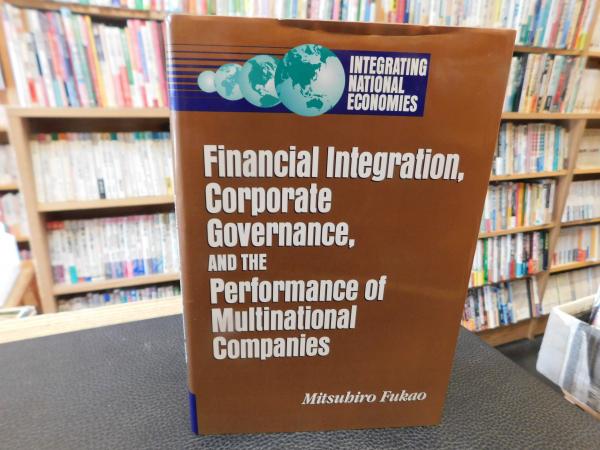 INTEGRATING
NATIONAL
ECONOMIES
Financial Integration,
Corporate
Governance,
AND THE
Performance of
Multinational
Companies
Mitsuhiro Fukao